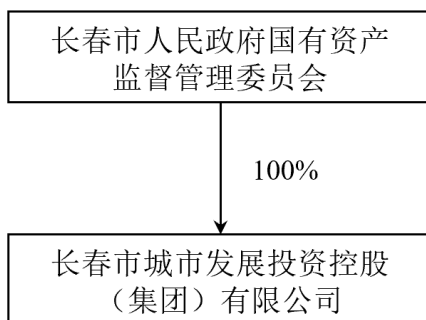 长春市人民政府国有资产
监督管理委员会
100%
长春市城市发展投资控股
（集团）有限公司